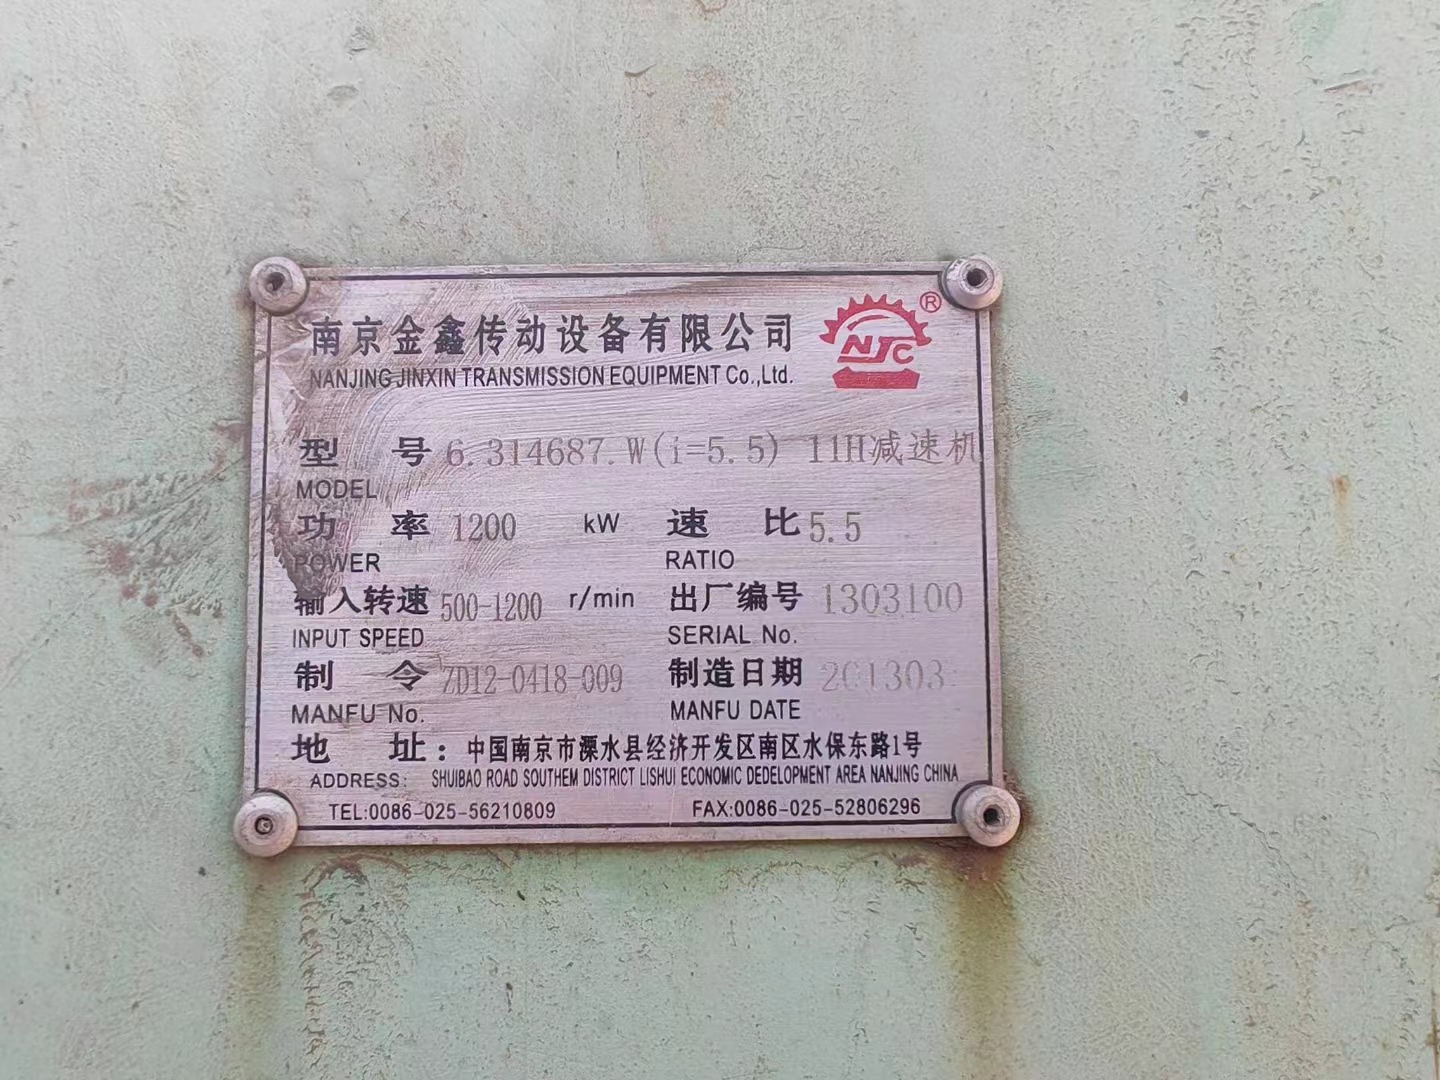 南京金鑫传动设备有限公司
NANJING JINXIN TRANSMISSION EQUIPMENT Co.,Ltd.
NJC ®
型 号 6.314687.W(i=5.5) 11H减速机
MODEL
功 率 1200 kW 速 比 5.5
POWER RATIO
输入转速 500-1200 r/min 出厂编号 1303100
INPUT SPEED SERIAL No.
制 令 ZD12-0418-009 制造日期 201303
MANFU No. MANFU DATE
地 址：中国南京市溧水县经济开发区南区水保东路1号
ADDRESS: SHUIBAO ROAD SOUTHEM DISTRICT LISHUI ECONOMIC DEDELOPMENT AREA NANJING CHINA
TEL:0086-025-56210809 FAX:0086-025-52806296